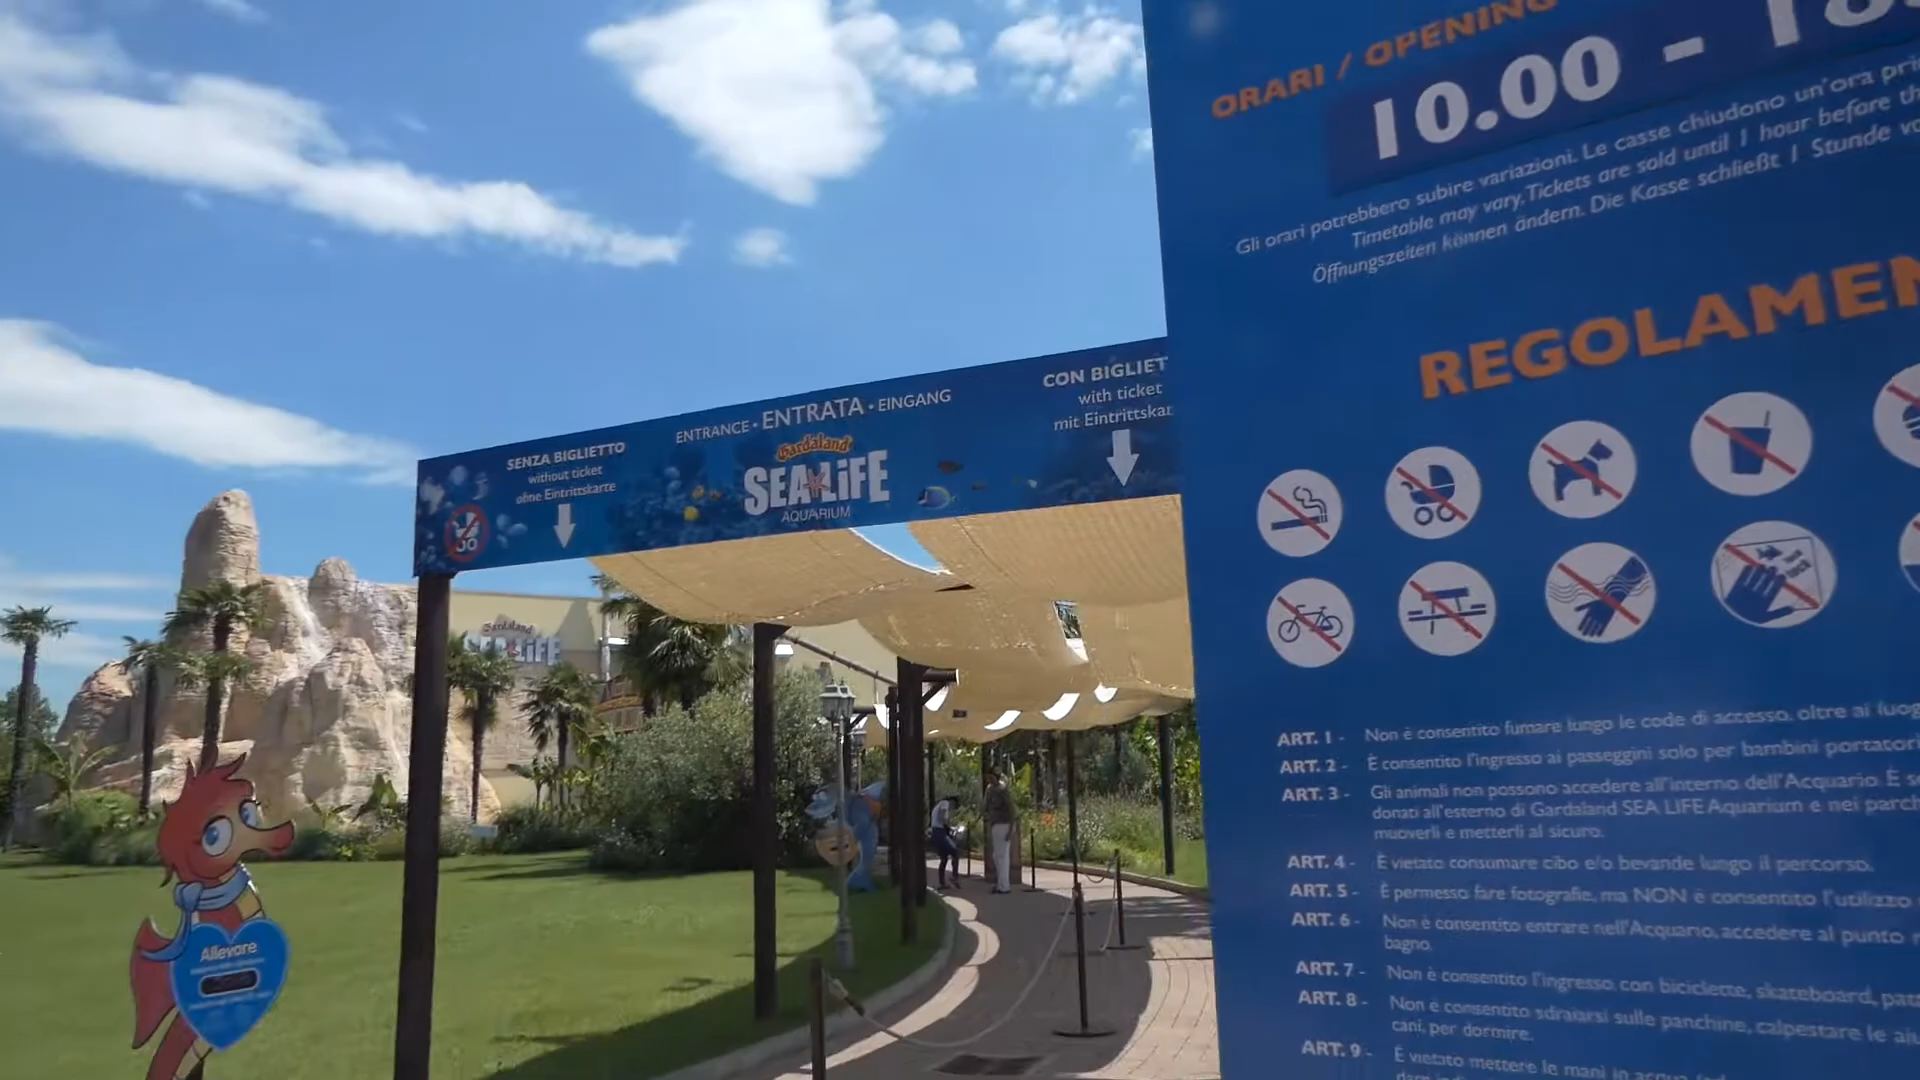 SENZA BIGLIETTO
without ticket
ohne Eintrittskarte
ENTRANCE • ENTRATA • EINGANG
Gardaland
SEA LiFE
AQUARIUM
CON BIGLIET
with ticket
mit Eintrittskar
Gardaland
SEA LiFE
Allevare
ORARI / OPENING
10.00 - 18
Gli orari potrebbero subire variazioni. Le casse chiudono un'ora pri
Timetable may vary. Tickets are sold until 1 hour before th
Öffnungszeiten können ändern. Die Kasse schließt 1 Stunde vo
REGOLAMEN
ART. 1 - Non è consentito fumare lungo le code di accesso, oltre ai luog
ART. 2 - È consentito l'ingresso ai passeggini solo per bambini portatori
ART. 3 - Gli animali non possono accedere all'interno dell'Acquario. È s
donati all'esterno di Gardaland SEA LIFE Aquarium e nei parch
muoverli e metterli al sicuro.
ART. 4 - È vietato consumare cibo e/o bevande lungo il percorso.
ART. 5 - È permesso fare fotografie, ma NON è consentito l'utilizzo
ART. 6 - Non è consentito entrare nell'Acquario, accedere al punto
bagno.
ART. 7 - Non è consentito l'ingresso con biciclette, skateboard, patt
ART. 8 - Non è consentito sdraiarsi sulle panchine, calpestare le aiu
cani, per dormire.
ART. 9 - È vietato mettere le mani in acqua